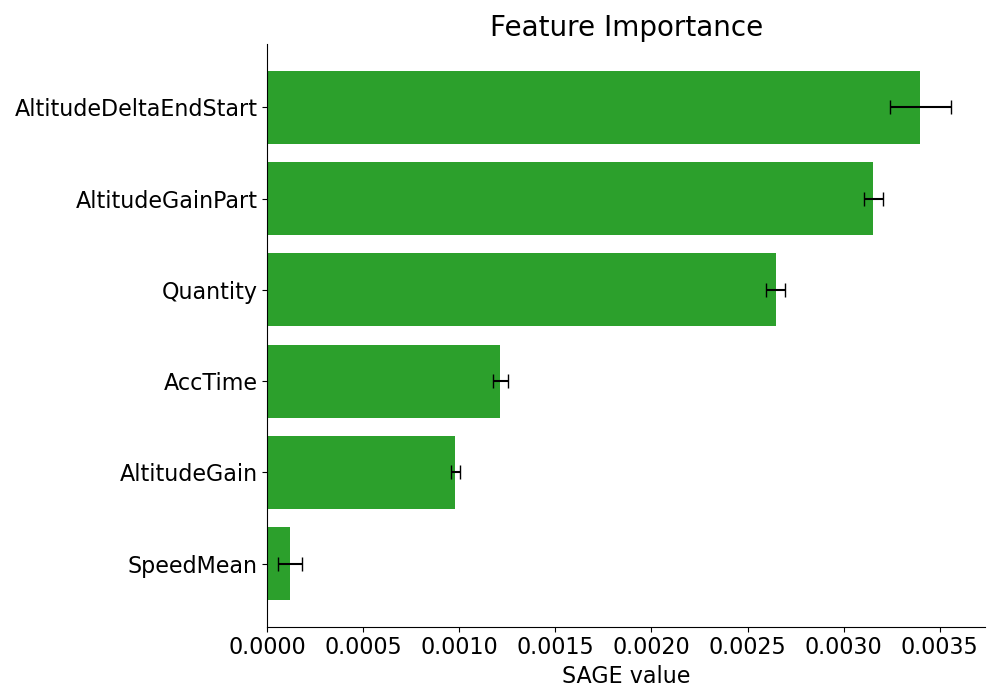 Feature Importance
AltitudeDeltaEndStart
AltitudeGainPart
Quantity
AccTime
AltitudeGain
SpeedMean
0.0000 0.0005 0.0010 0.0015 0.0020 0.0025 0.0030 0.0035
SAGE value